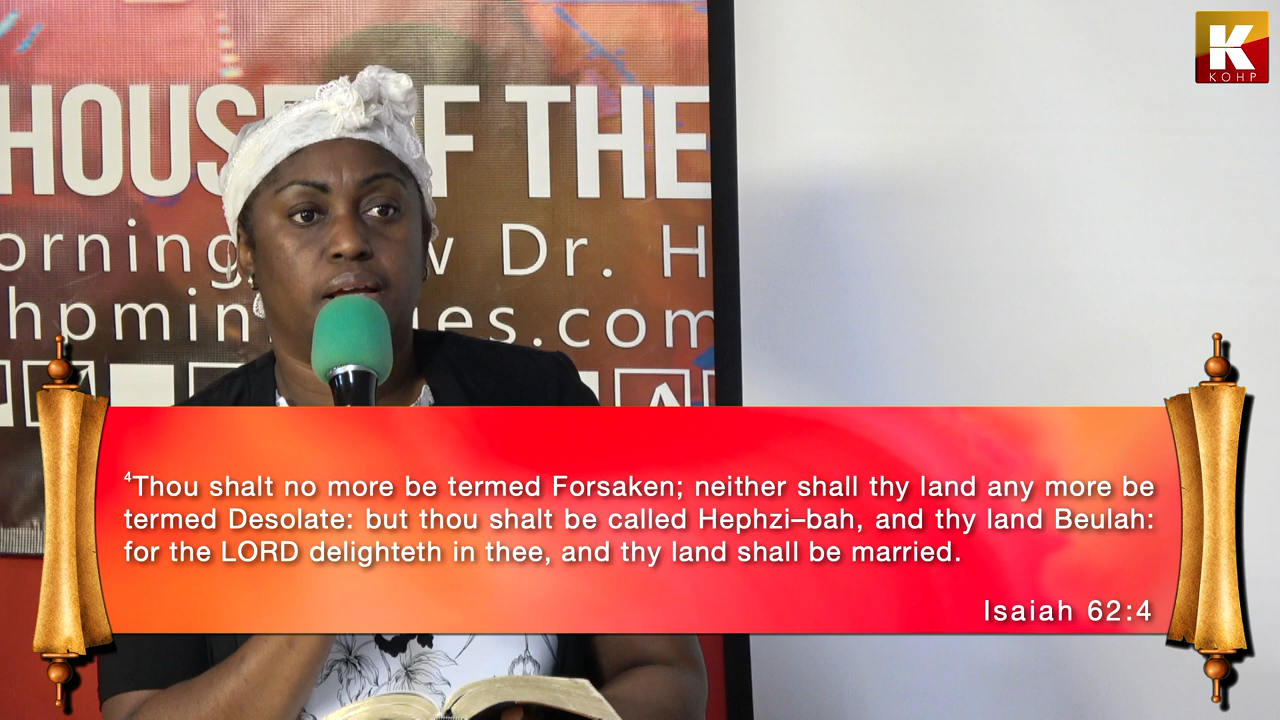 K
KOHP
HOUSE OF THE
orning w Dr. H
hpmin es.com
⁴Thou shalt no more be termed Forsaken; neither shall thy land any more be
termed Desolate: but thou shalt be called Hephzi–bah, and thy land Beulah:
for the LORD delighteth in thee, and thy land shall be married.
Isaiah 62:4